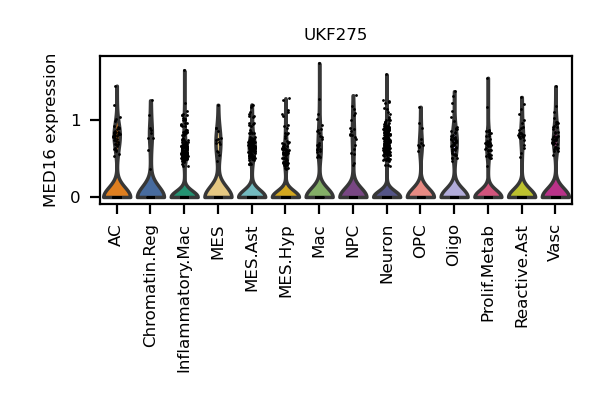 UKF275
MED16 expression
1
0
AC
Chromatin.Reg
Inflammatory.Mac
MES
MES.Ast
MES.Hyp
Mac
NPC
Neuron
OPC
Oligo
Prolif.Metab
Reactive.Ast
Vasc